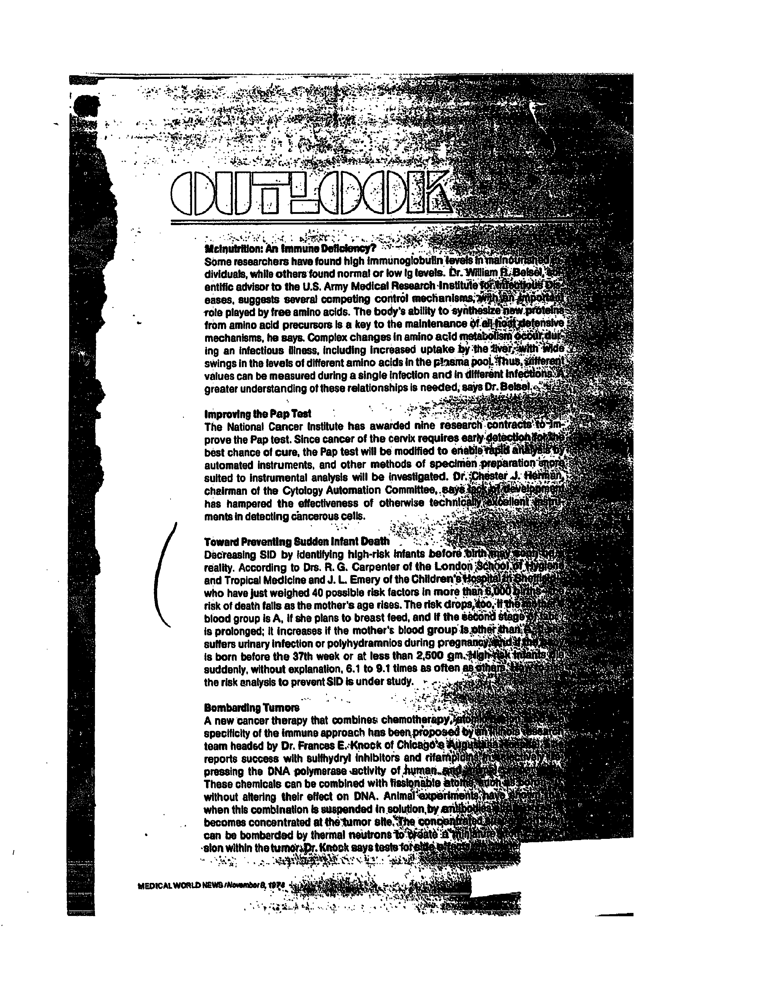 OUTLOOK
Malnutrition: An Immune Deficiency?
Some researchers have found high immunoglobulin levels in malnourished in-
dividuals, while others found normal or low Ig levels. Dr. William R. Beisel, sci-
entific advisor to the U.S. Army Medical Research Institute for Infectious Dis-
eases, suggests several competing control mechanisms, with an important
role played by free amino acids. The body's ability to synthesize new proteins
from amino acid precursors is a key to the maintenance of all host defensive
mechanisms, he says. Complex changes in amino acid metabolism occur dur-
ing an infectious illness, including increased uptake by the liver, with wide
swings in the levels of different amino acids in the plasma pool. Thus, different
values can be measured during a single infection and in different infections. A
greater understanding of these relationships is needed, says Dr. Beisel.
Improving the Pap Test
The National Cancer Institute has awarded nine research contracts to im-
prove the Pap test. Since cancer of the cervix requires early detection for the
best chance of cure, the Pap test will be modified to enable rapid analysis by
automated instruments, and other methods of specimen preparation more
suited to instrumental analysis will be investigated. Dr. Chester J. Herman,
chairman of the Cytology Automation Committee, says lack of development
has hampered the effectiveness of otherwise technically excellent instru-
ments in detecting cancerous cells.
Toward Preventing Sudden Infant Death
Decreasing SID by identifying high-risk infants before birth may soon be a
reality. According to Drs. R. G. Carpenter of the London School of Hygiene
and Tropical Medicine and J. L. Emery of the Children's Hospital in Sheffield,
who have just weighed 40 possible risk factors in more than 6,000 births, the
risk of death falls as the mother's age rises. The risk drops, too, if the mother's
blood group is A, if she plans to breast feed, and if the second stage of labor
is prolonged; it increases if the mother's blood group is other than A,
suffers urinary infection or polyhydramnios during pregnancy, and if the
is born before the 37th week or at less than 2,500 gm. High-risk infants die
suddenly, without explanation, 6.1 to 9.1 times as often as others.
the risk analysis to prevent SID is under study.
Bombarding Tumors
A new cancer therapy that combines chemotherapy,
specificity of the immune approach has been proposed by an Illinois research
team headed by Dr. Frances E. Knock of Chicago's Augustana Hospital.
reports success with sulfhydryl inhibitors and rifampicins in selectively
pressing the DNA polymerase activity of human and
These chemicals can be combined with fissionable atoms,
without altering their effect on DNA. Animal experiments have shown
when this combination is suspended in solution by antibodies
becomes concentrated at the tumor site. The concentrated
can be bombarded by thermal neutrons to create a miniature
sion within the tumor. Dr. Knock says tests for side effects
MEDICAL WORLD NEWS / November 8, 1974